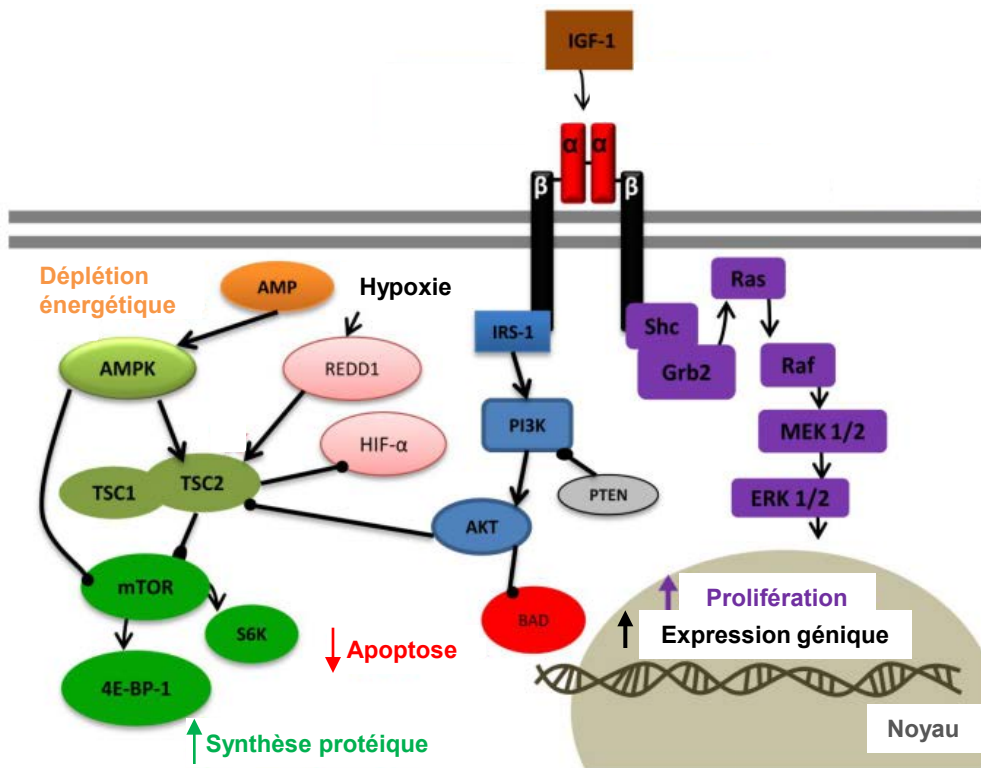 IGF-1
α α
β β
Déplétion
énergétique
AMP
Hypoxie
Ras
IRS-1
Shc
Grb2
AMPK
REDD1
Raf
PI3K
HIF-α
MEK 1/2
TSC1
TSC2
PTEN
ERK 1/2
AKT
mTOR
S6K
BAD
Prolifération
Expression génique
Apoptose
4E-BP-1
Synthèse protéique
Noyau